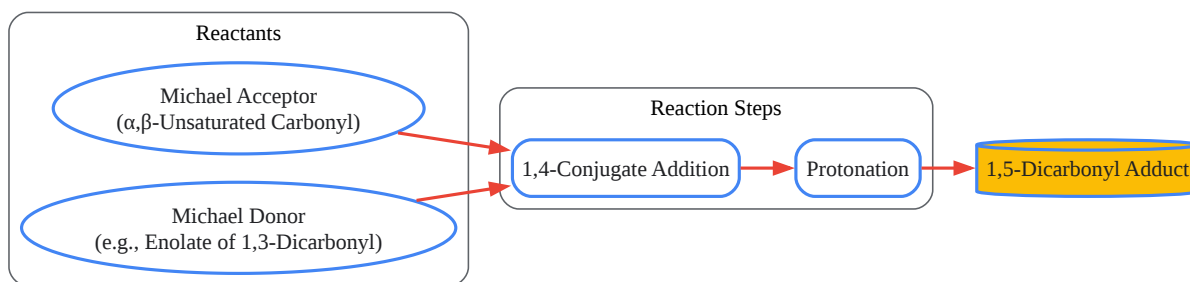 Reactants
Michael Acceptor
(α,β-Unsaturated Carbonyl)
Michael Donor
(e.g., Enolate of 1,3-Dicarbonyl)
Reaction Steps
1,4-Conjugate Addition
Protonation
1,5-Dicarbonyl Adduct